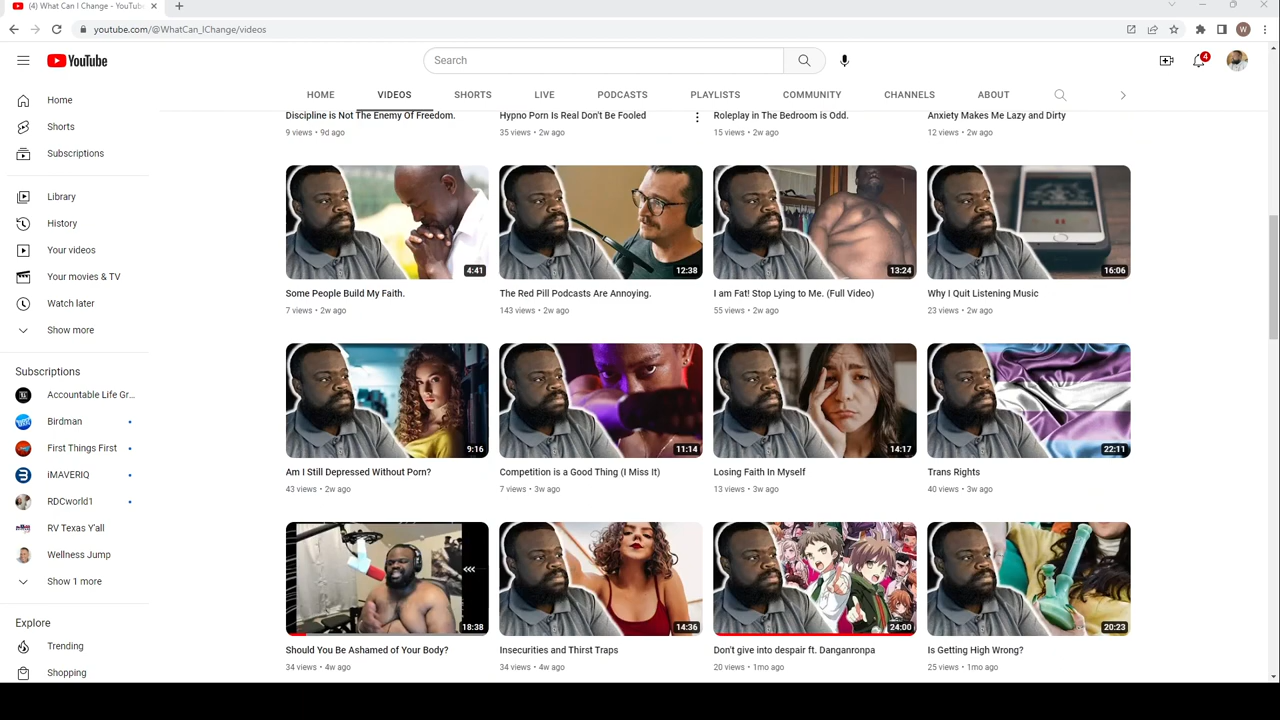 (4) What Can I Change - YouTube
youtube.com/@WhatCan_IChange/videos
W
YouTube
Search
4
HOME
VIDEOS
SHORTS
LIVE
PODCASTS
PLAYLISTS
COMMUNITY
CHANNELS
ABOUT
Home
Shorts
Subscriptions
Library
History
Your videos
Your movies & TV
Watch later
Show more
Subscriptions
Accountable Life Gr...
Birdman
First Things First
iMAVERIQ
RDCworld1
RV Texas Y'all
Wellness Jump
Show 1 more
Explore
Trending
Shopping
Discipline is Not The Enemy Of Freedom.
9 views • 9d ago
Hypno Porn Is Real Don't Be Fooled
35 views • 2w ago
Roleplay in The Bedroom is Odd.
15 views • 2w ago
Anxiety Makes Me Lazy and Dirty
12 views • 2w ago
4:41
Some People Build My Faith.
7 views • 2w ago
12:38
The Red Pill Podcasts Are Annoying.
143 views • 2w ago
13:24
I am Fat! Stop Lying to Me. (Full Video)
55 views • 2w ago
16:06
Why I Quit Listening Music
23 views • 2w ago
9:16
Am I Still Depressed Without Porn?
43 views • 2w ago
11:14
Competition is a Good Thing (I Miss It)
7 views • 3w ago
14:17
Losing Faith In Myself
13 views • 3w ago
22:11
Trans Rights
40 views • 3w ago
18:38
Should You Be Ashamed of Your Body?
34 views • 4w ago
14:36
Insecurities and Thirst Traps
34 views • 4w ago
24:00
Don't give into despair ft. Danganronpa
20 views • 1mo ago
20:23
Is Getting High Wrong?
25 views • 1mo ago